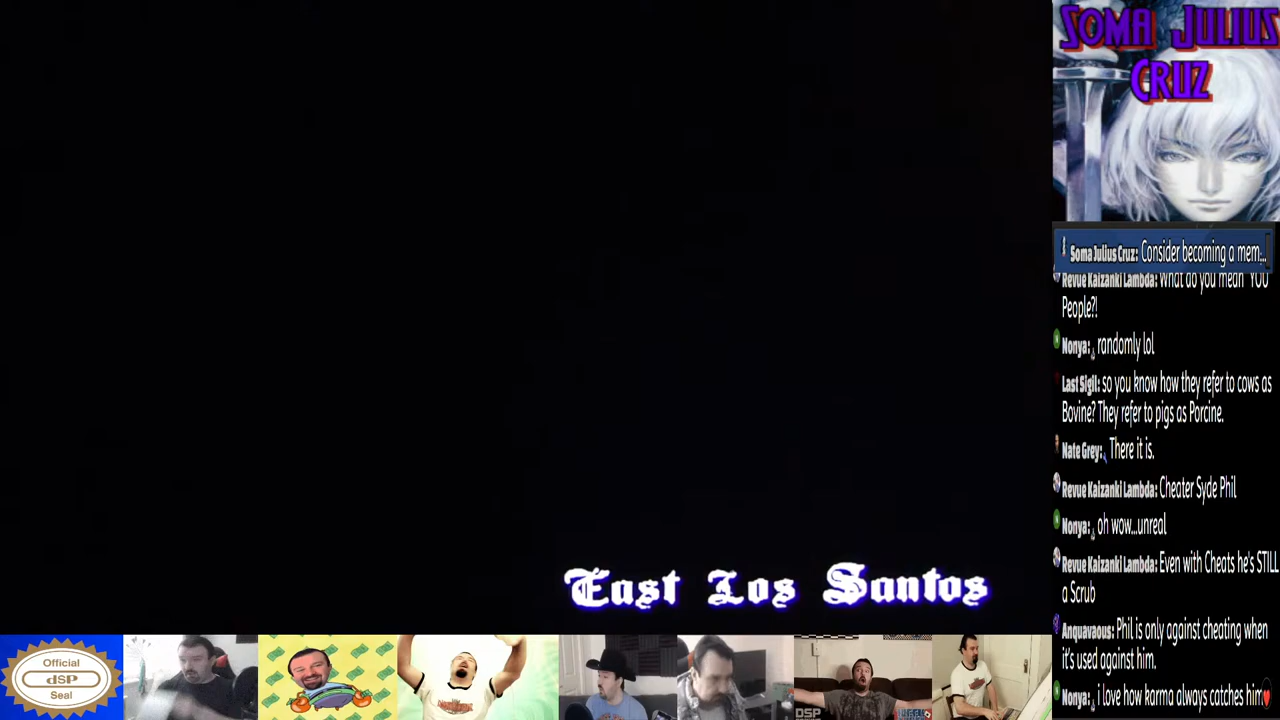 SOMA JULIUS
CRUZ
Soma Julius Cruz: Consider becoming a mem...
Revue Kaizanki Lambda: What do you mean "YOU
People?!
Nonya: randomly lol
Last Sigil: so you know how they refer to cows as
Bovine? They refer to pigs as Porcine.
Nate Grey: There it is.
Revue Kaizanki Lambda: Cheater Syde Phil
Nonya: oh wow...unreal
Revue Kaizanki Lambda: Even with Cheats he's STILL
a Scrub
Anquavaous: Phil is only against cheating when
it's used against him.
Nonya: i love how karma always catches him
East Los Santos
Official
dSP
Seal
DSP